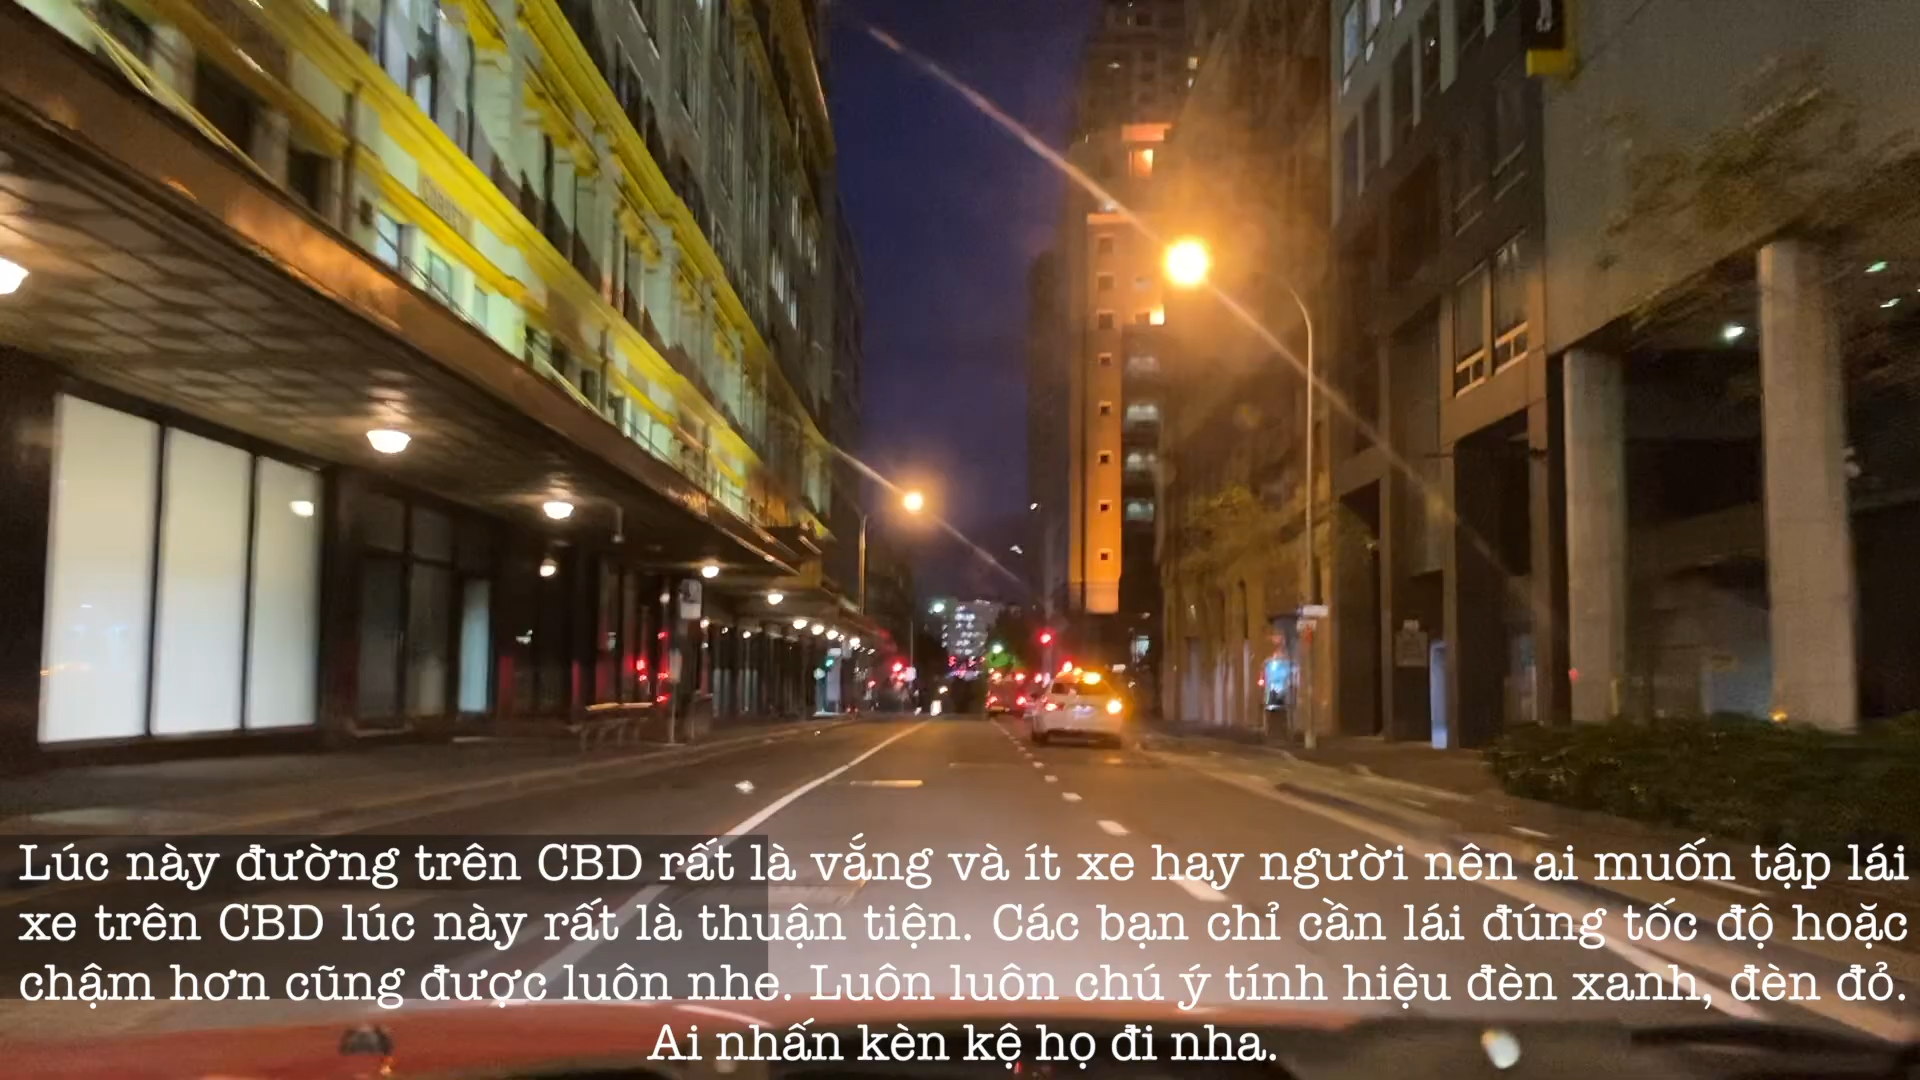 Lúc này đường trên CBD rất là vắng và ít xe hay người nên ai muốn tập lái
xe trên CBD lúc này rất là thuận tiện. Các bạn chỉ cần lái đúng tốc độ hoặc
chậm hơn cũng được luôn nhe. Luôn luôn chú ý tính hiệu đèn xanh, đèn đỏ.
Ai nhấn kèn kệ họ đi nha.